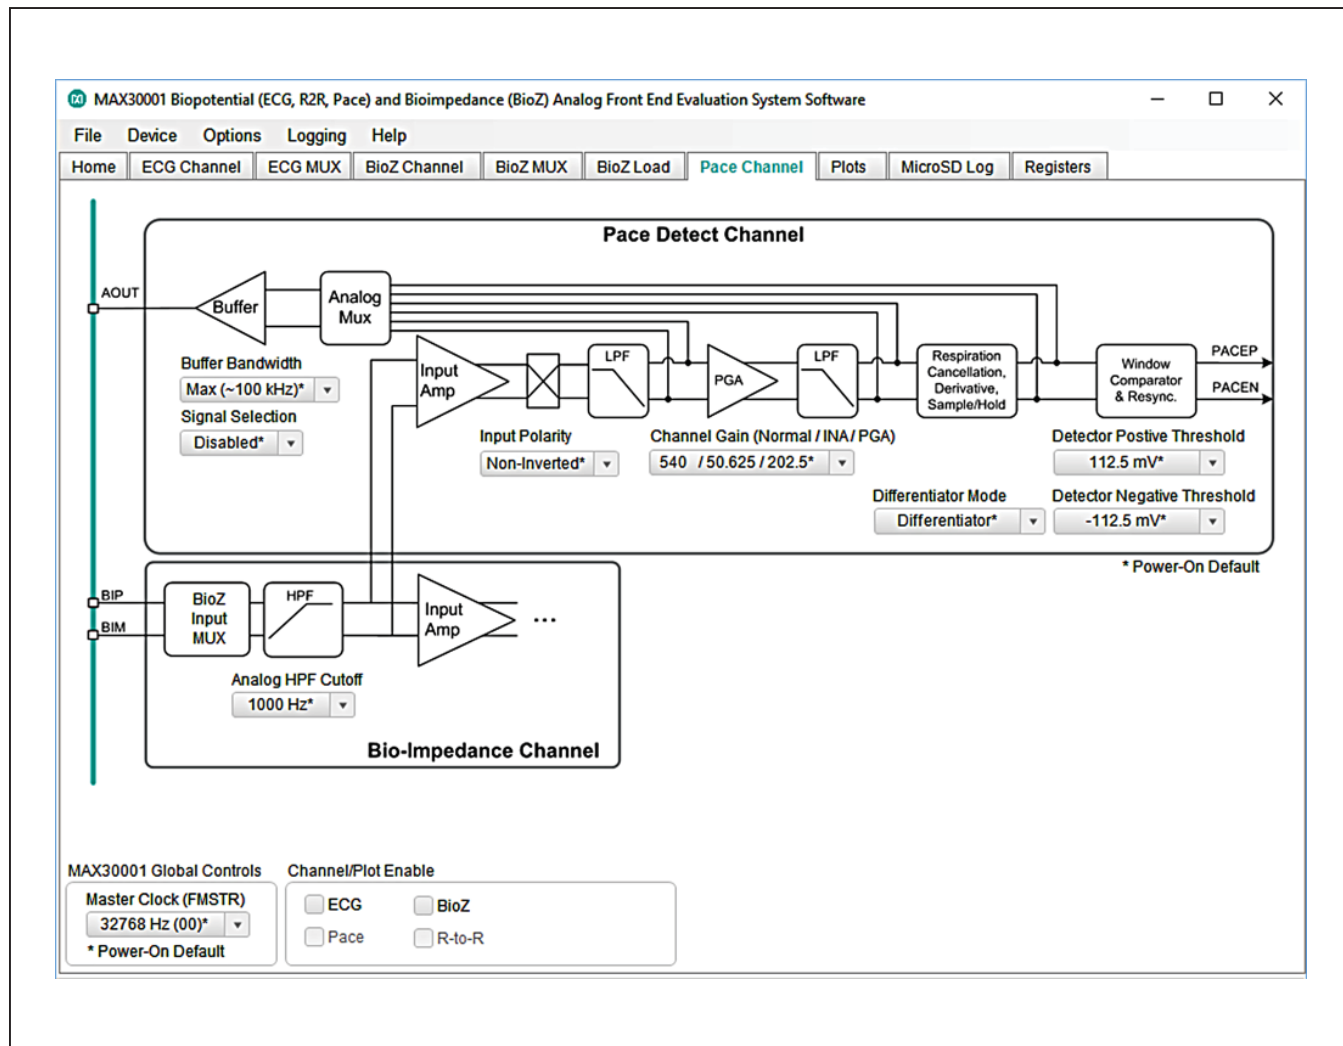 MAX30001 Biopotential (ECG, R2R, Pace) and Bioimpedance (BioZ) Analog Front End Evaluation System Software
File Device Options Logging Help
Home ECG Channel ECG MUX BioZ Channel BioZ MUX BioZ Load Pace Channel Plots MicroSD Log Registers
Pace Detect Channel
AOUT
Buffer
Analog
Mux
Buffer Bandwidth
Max (~100 kHz)*
Signal Selection
Disabled*
Input
Amp
LPF
PGA
LPF
Respiration
Cancellation,
Derivative,
Sample/Hold
Window
Comparator
& Resync.
PACEP
PACEN
Input Polarity
Non-Inverted*
Channel Gain (Normal / INA / PGA)
540 / 50.625 / 202.5*
Detector Postive Threshold
112.5 mV*
Differentiator Mode
Differentiator*
Detector Negative Threshold
-112.5 mV*
* Power-On Default
BIP
BIM
BioZ
Input
MUX
HPF
Input
Amp
...
Analog HPF Cutoff
1000 Hz*
Bio-Impedance Channel
MAX30001 Global Controls
Master Clock (FMSTR)
32768 Hz (00)*
* Power-On Default
Channel/Plot Enable
ECG BioZ
Pace R-to-R